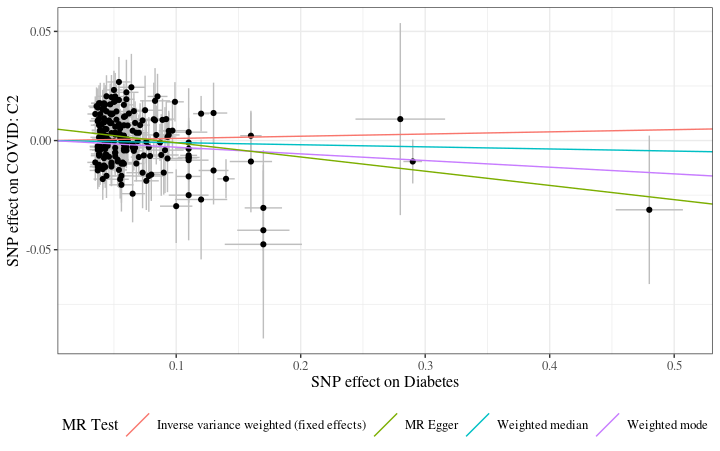 0.05
0.00
-0.05
SNP effect on COVID: C2
0.1
0.2
0.3
0.4
0.5
SNP effect on Diabetes
MR Test
Inverse variance weighted (fixed effects)
MR Egger
Weighted median
Weighted mode